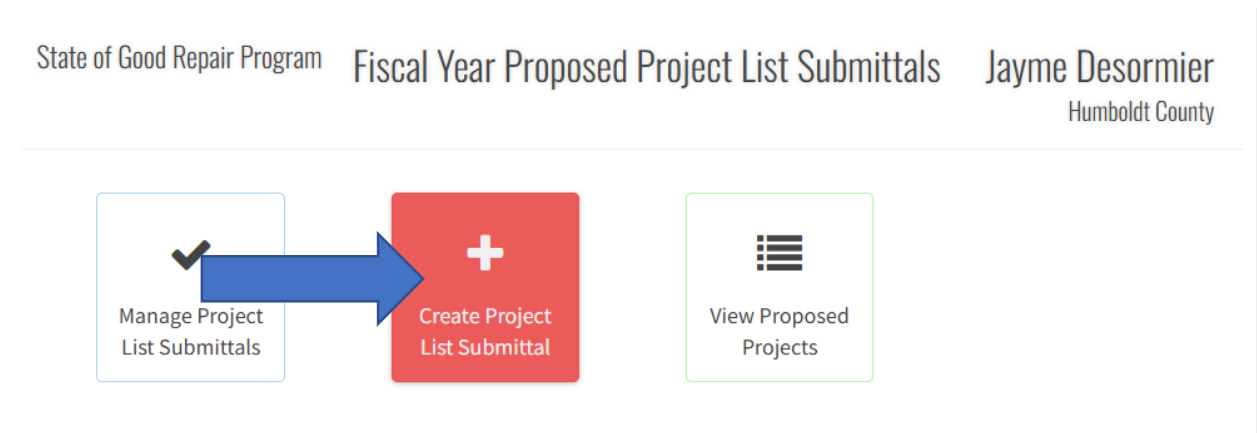 State of Good Repair Program
Fiscal Year Proposed Project List Submittals
Jayme Desormier
Humboldt County
Manage Project
List Submittals
Create Project
List Submittal
View Proposed
Projects